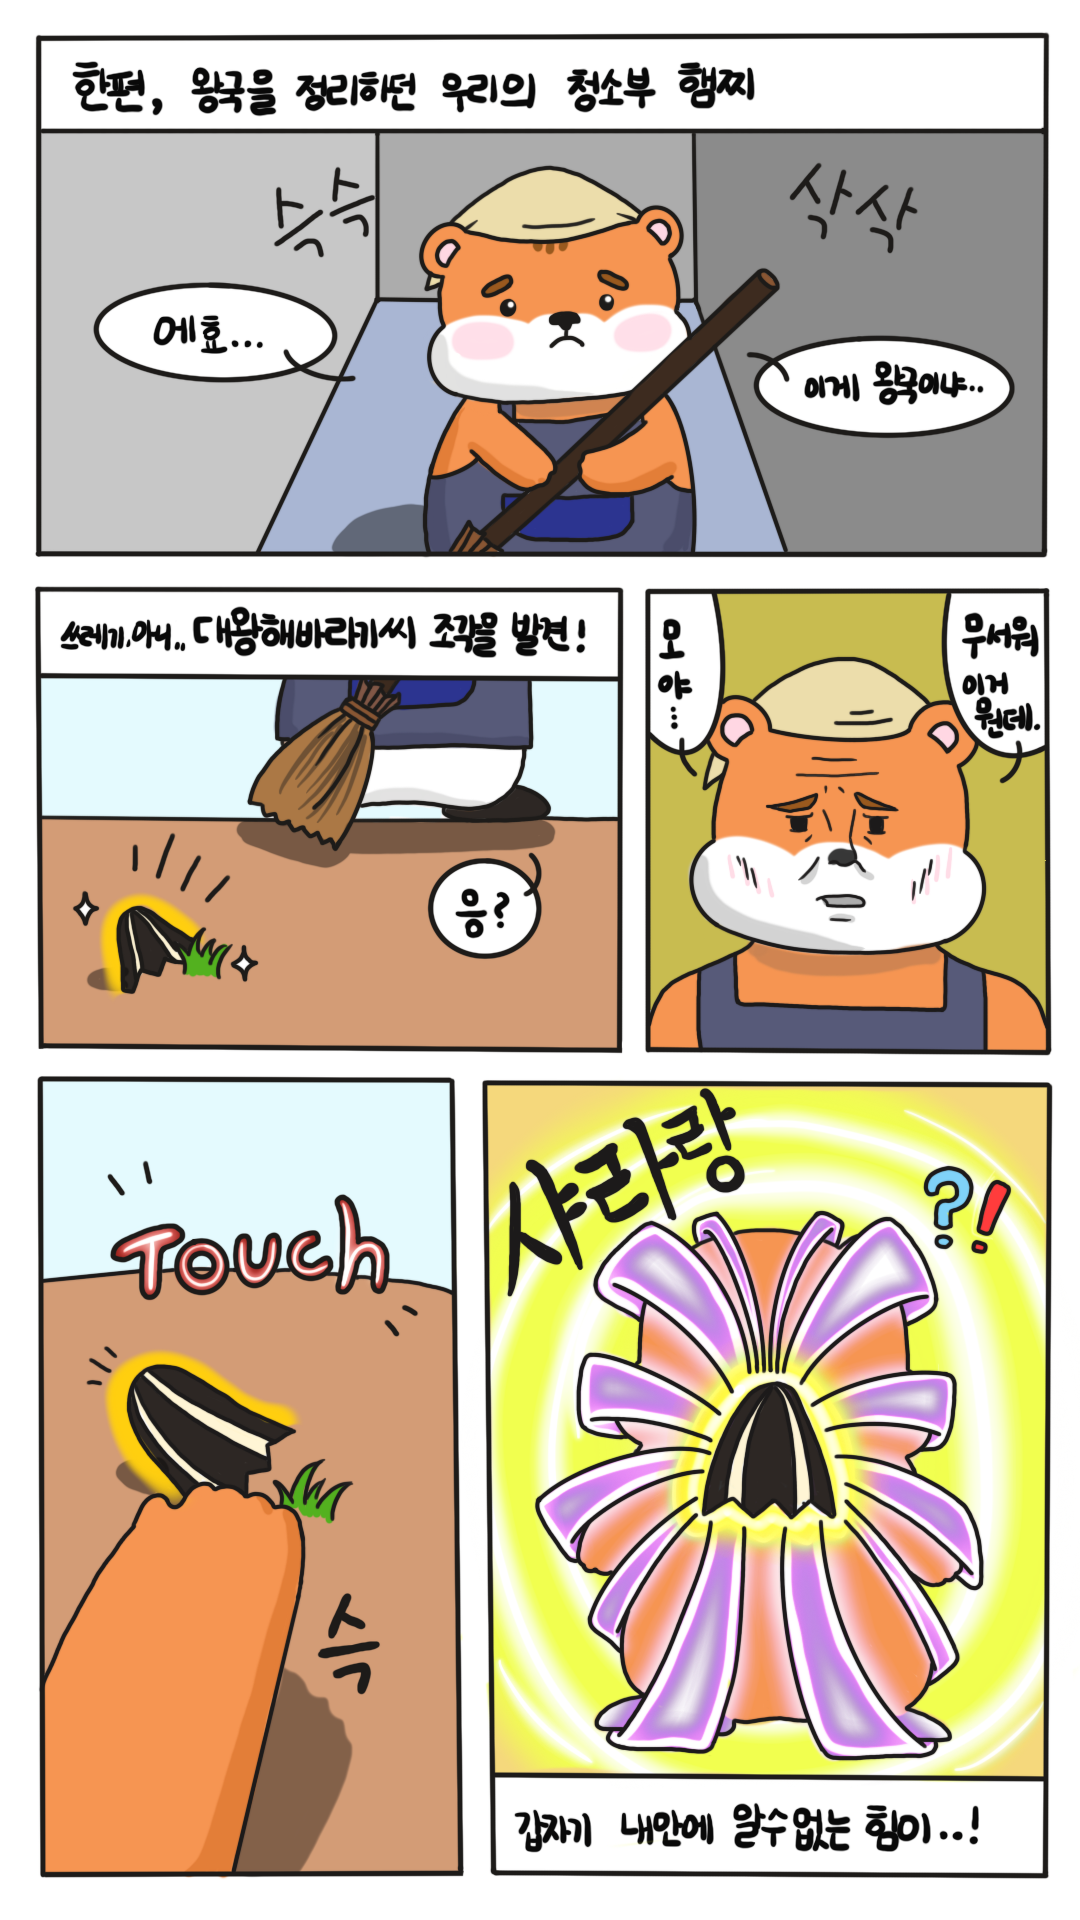 한편, 왕국을 정리하던 우리의 청소부 햄찌
슥슥
삭삭
에효...
이게 왕국이냐..
쓰레기.아니.. 대왕해바라기씨 조각을 발견!
응?
모
야
...
무서워
이거
뭔데.
Touch
슥
샤라랑
?!
갑자기 내안에 알수없는 힘이...!